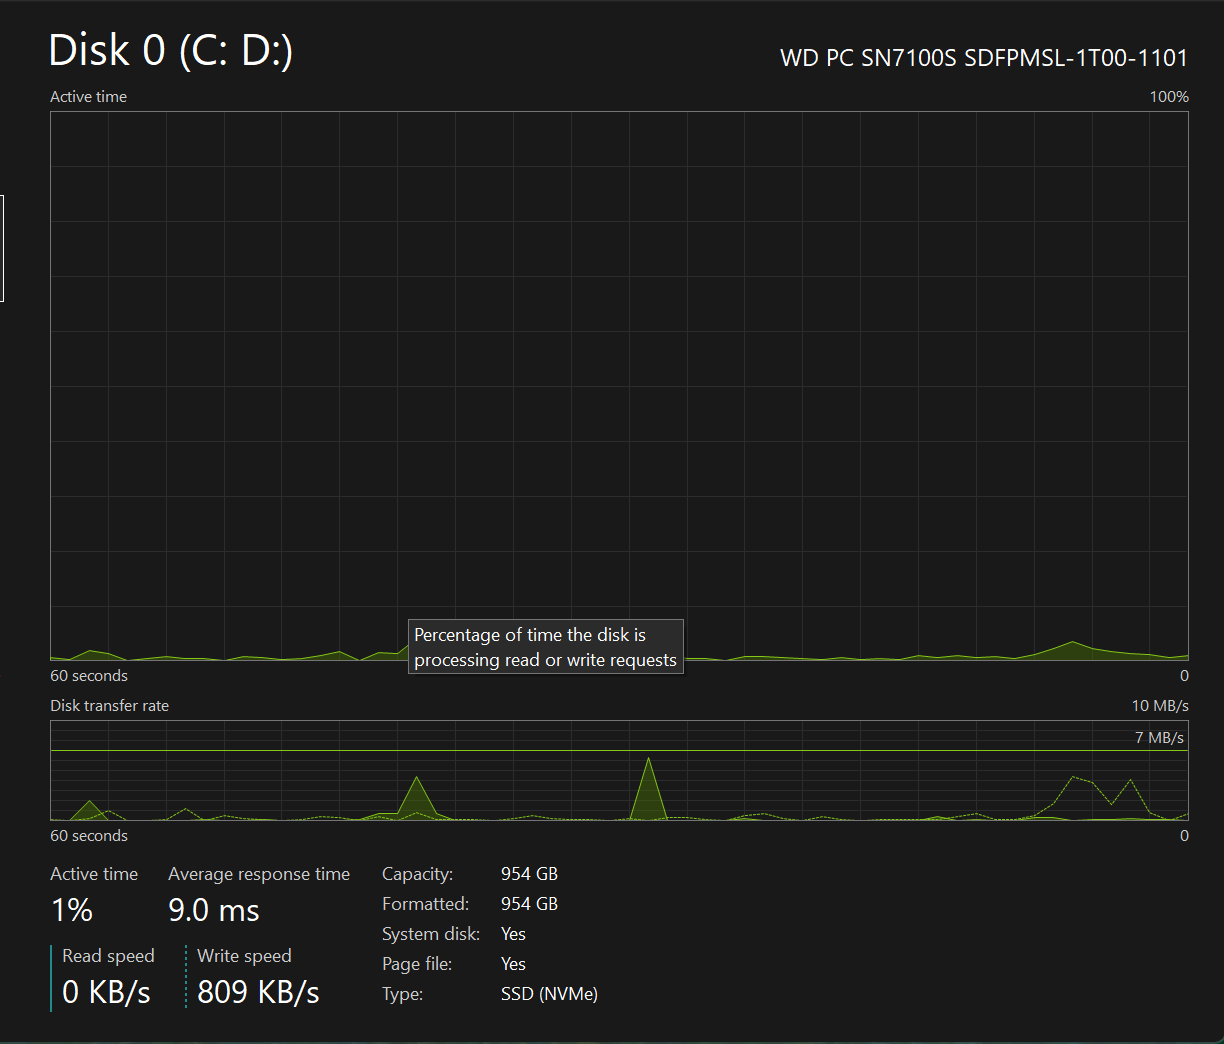 Disk 0 (C: D:)
WD PC SN7100S SDFPMSL-1T00-1101
Active time
100%
Percentage of time the disk is
processing read or write requests
60 seconds
0
Disk transfer rate
10 MB/s
7 MB/s
60 seconds
0
Active time
1%
Average response time
9.0 ms
Read speed
0 KB/s
Write speed
809 KB/s
Capacity: 954 GB
Formatted: 954 GB
System disk: Yes
Page file: Yes
Type: SSD (NVMe)